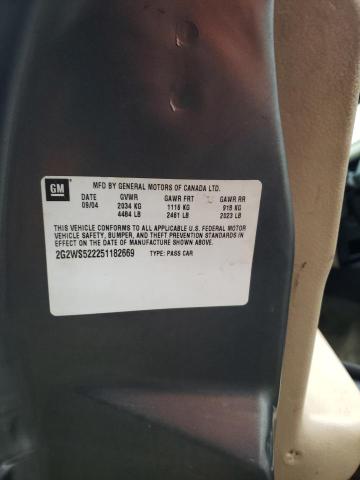 GM
MFD BY GENERAL MOTORS OF CANADA LTD.
DATE GVWR GAWR FRT GAWR RR
09/04 2034 KG 1116 KG 918 KG
4484 LB 2461 LB 2023 LB
THIS VEHICLE CONFORMS TO ALL APPLICABLE U.S. FEDERAL MOTOR
VEHICLE SAFETY, BUMPER, AND THEFT PREVENTION STANDARDS IN
EFFECT ON THE DATE OF MANUFACTURE SHOWN ABOVE.
2G2WS522251182669 TYPE: PASS CAR